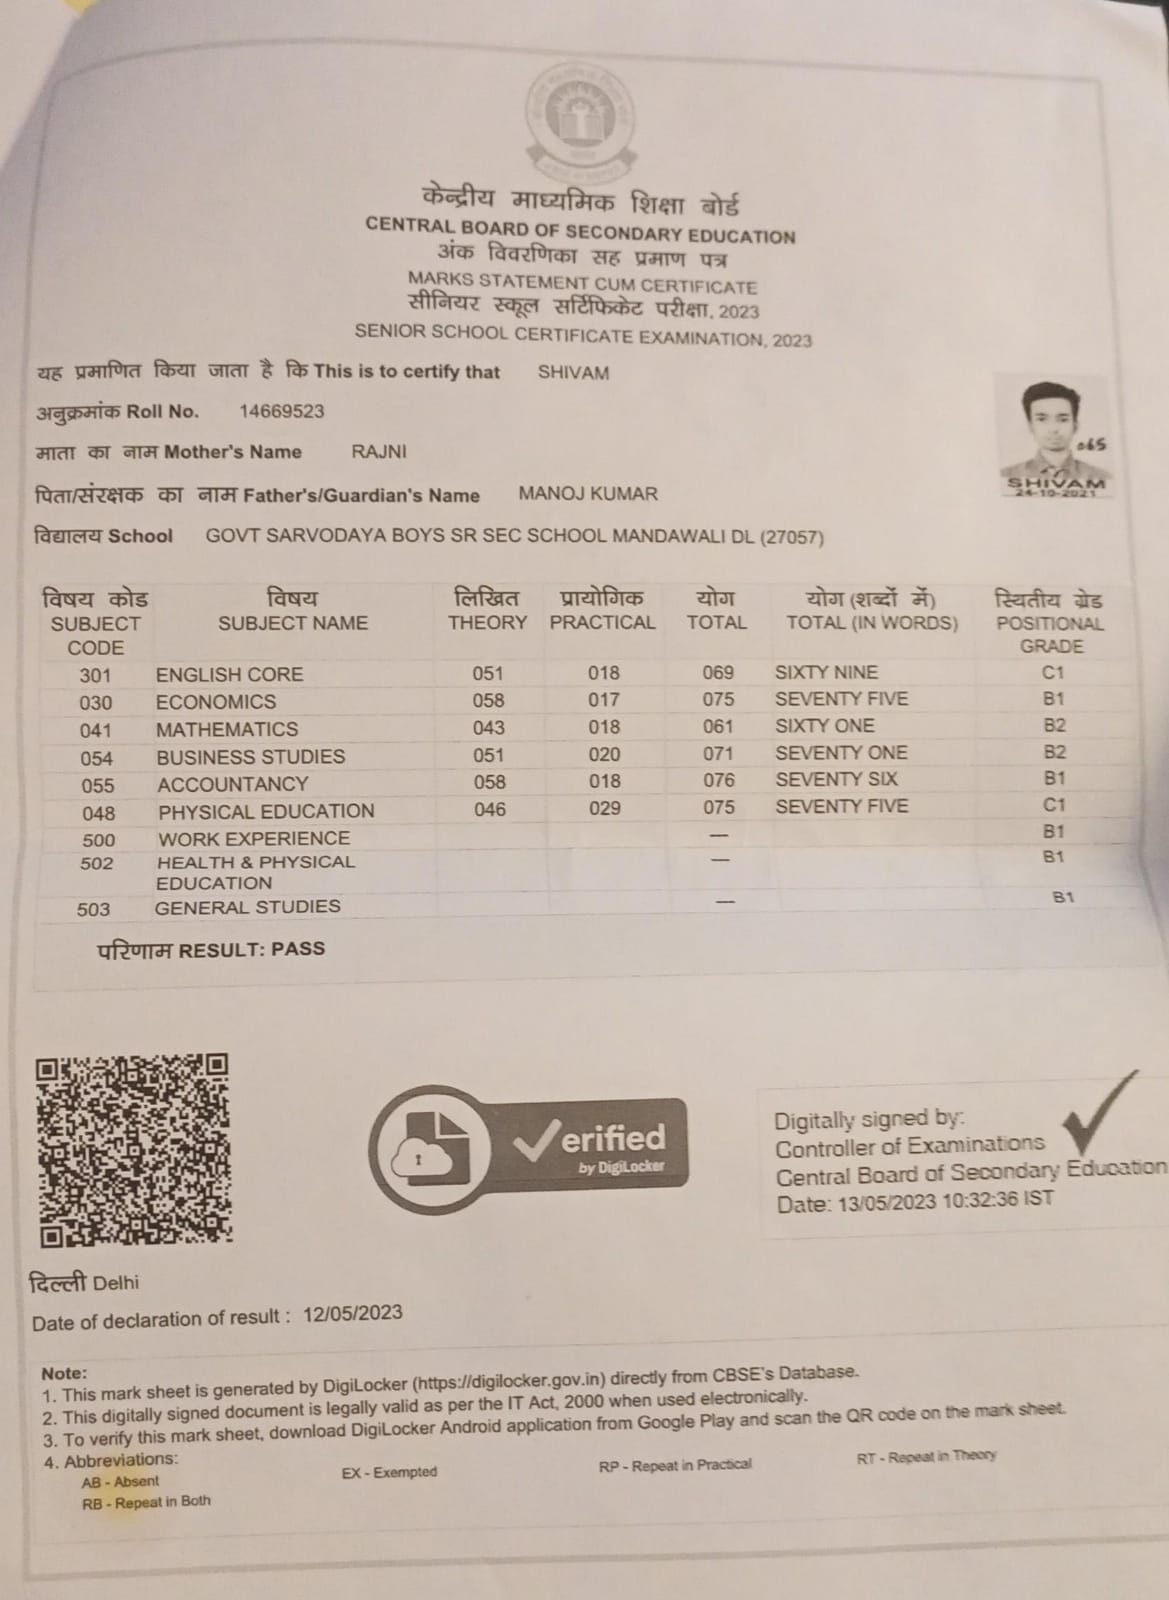 केन्द्रीय माध्यमिक शिक्षा बोर्ड
CENTRAL BOARD OF SECONDARY EDUCATION
अंक विवरणिका सह प्रमाण पत्र
MARKS STATEMENT CUM CERTIFICATE
सीनियर स्कूल सर्टिफिकेट परीक्षा, 2023
SENIOR SCHOOL CERTIFICATE EXAMINATION, 2023
यह प्रमाणित किया जाता है कि This is to certify that SHIVAM
अनुक्रमांक Roll No. 14669523
माता का नाम Mother's Name RAJNI
पिता/संरक्षक का नाम Father's/Guardian's Name MANOJ KUMAR
विद्यालय School GOVT SARVODAYA BOYS SR SEC SCHOOL MANDAWALI DL (27057)
065
SHIVAM
24-10-2021
विषय कोड विषय लिखित प्रायोगिक योग योग (शब्दों में) स्थितीय ग्रेड
SUBJECT CODE SUBJECT NAME THEORY PRACTICAL TOTAL TOTAL (IN WORDS) POSITIONAL GRADE
301 ENGLISH CORE 051 018 069 SIXTY NINE C1
030 ECONOMICS 058 017 075 SEVENTY FIVE B1
041 MATHEMATICS 043 018 061 SIXTY ONE B2
054 BUSINESS STUDIES 051 020 071 SEVENTY ONE B2
055 ACCOUNTANCY 058 018 076 SEVENTY SIX B1
048 PHYSICAL EDUCATION 046 029 075 SEVENTY FIVE C1
500 WORK EXPERIENCE — B1
502 HEALTH & PHYSICAL EDUCATION — B1
503 GENERAL STUDIES — B1
परिणाम RESULT: PASS
Verified
by DigiLocker
Digitally signed by:
Controller of Examinations
Central Board of Secondary Education
Date: 13/05/2023 10:32:36 IST
दिल्ली Delhi
Date of declaration of result : 12/05/2023
Note:
1. This mark sheet is generated by DigiLocker (https://digilocker.gov.in) directly from CBSE's Database.
2. This digitally signed document is legally valid as per the IT Act, 2000 when used electronically.
3. To verify this mark sheet, download DigiLocker Android application from Google Play and scan the QR code on the mark sheet.
4. Abbreviations:
AB - Absent EX - Exempted RP - Repeat in Practical RT - Repeat in Theory
RB - Repeat in Both